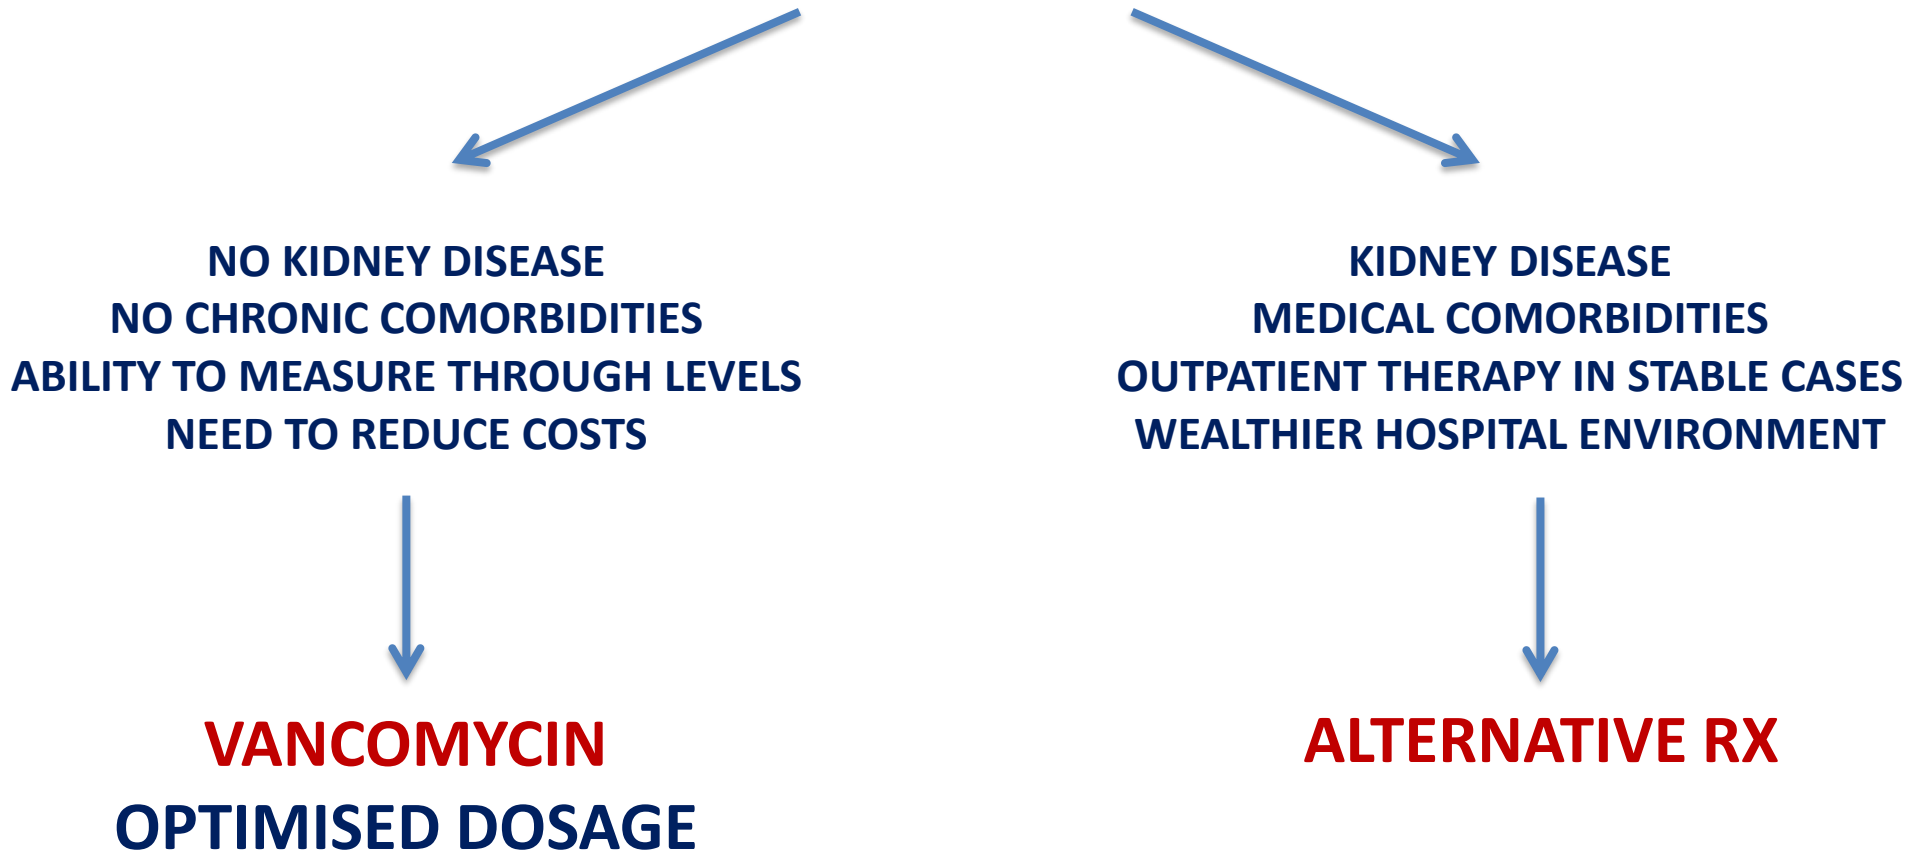 NO KIDNEY DISEASE
NO CHRONIC COMORBIDITIES
ABILITY TO MEASURE THROUGH LEVELS
NEED TO REDUCE COSTS
VANCOMYCIN
OPTIMISED DOSAGE
KIDNEY DISEASE
MEDICAL COMORBIDITIES
OUTPATIENT THERAPY IN STABLE CASES
WEALTHIER HOSPITAL ENVIRONMENT
ALTERNATIVE RX